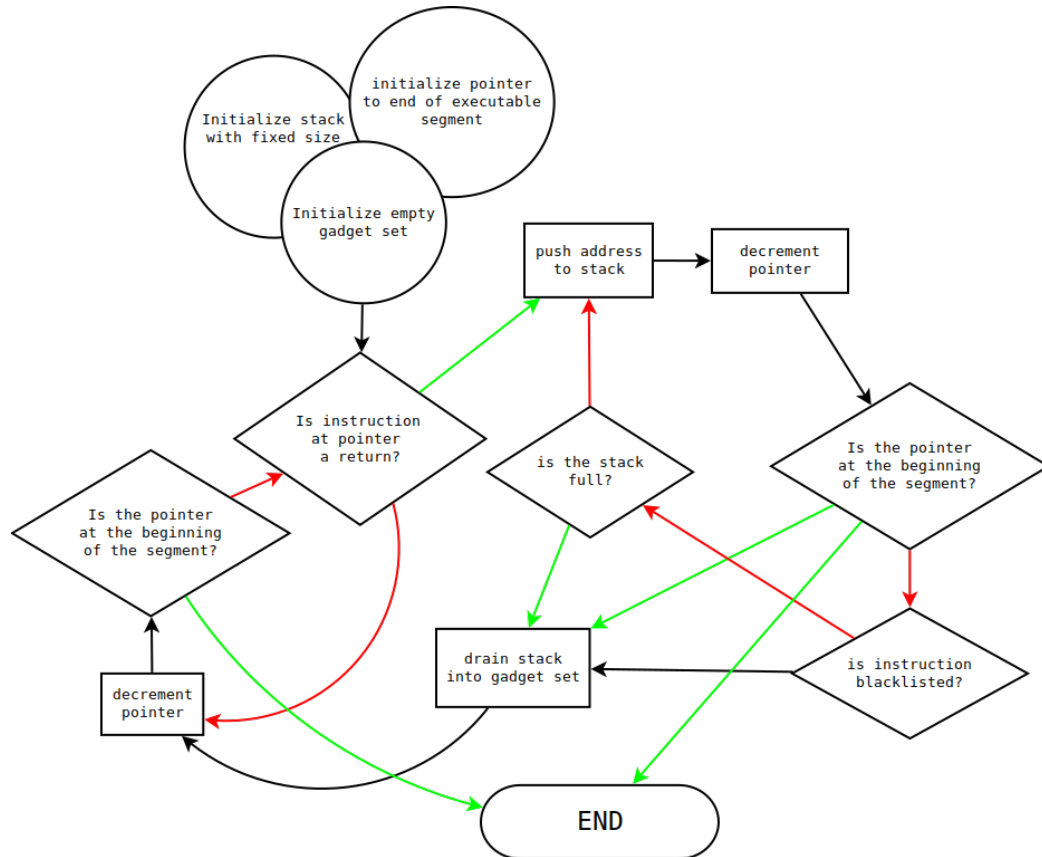 initialize pointer
to end of executable
segment
Initialize stack
with fixed size
Initialize empty
gadget set
push address
to stack
decrement
pointer
Is instruction
at pointer
a return?
is the stack
full?
Is the pointer
at the beginning
of the segment?
Is the pointer
at the beginning
of the segment?
drain stack
into gadget set
is instruction
blacklisted?
decrement
pointer
END